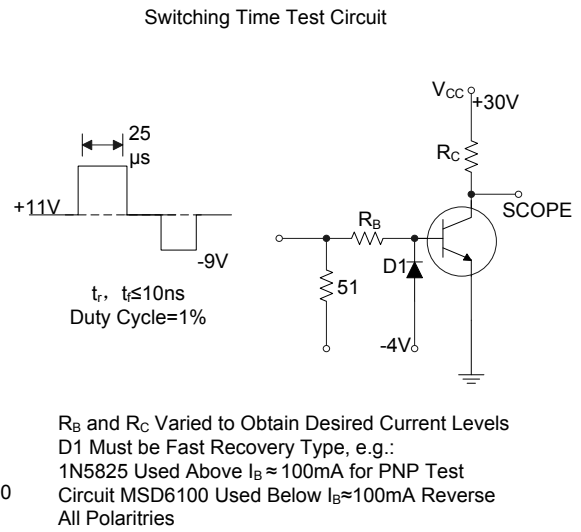 Switching Time Test Circuit
25
µs
+11V
-9V
tr, tf≤10ns
Duty Cycle=1%
VCC
+30V
RC
SCOPE
RB
D1
51
-4V
RB and RC Varied to Obtain Desired Current Levels
D1 Must be Fast Recovery Type, e.g.:
1N5825 Used Above IB ≈ 100mA for PNP Test
0
Circuit MSD6100 Used Below IB≈100mA Reverse
All Polaritries